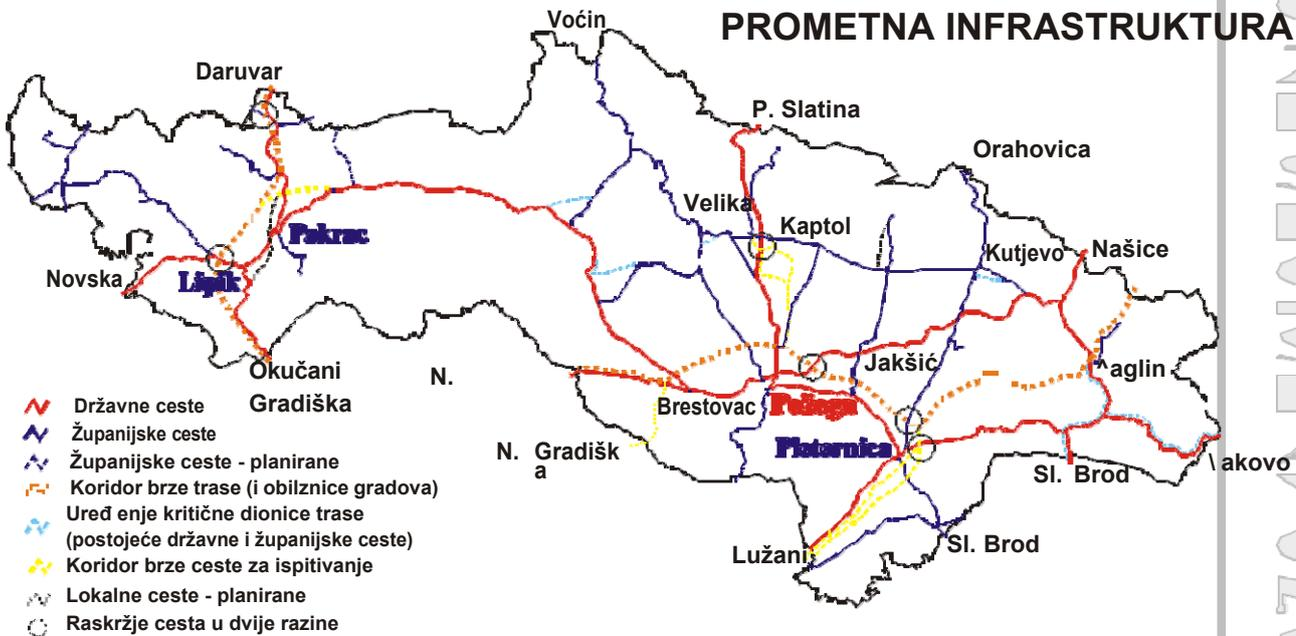 PROMETNA INFRASTRUKTURA
Voćin
Daruvar
P. Slatina
Orahovica
Velika
Kaptol
Pakrac
Kutjevo
Našice
Novska
Lipik
Okučani
Gradiška
N.
Jakšić
^aglin
Brestovac
Požega
N. Gradišk
a
Pleternica
Sl. Brod
\ akovo
Lužani
Sl. Brod
Državne ceste
Županijske ceste
Županijske ceste - planirane
Koridor brze trase (i obilznice gradova)
Uređ enje kritične dionice trase
(postojeće državne i županijske ceste)
Koridor brze ceste za ispitivanje
Lokalne ceste - planirane
Raskržje cesta u dvije razine